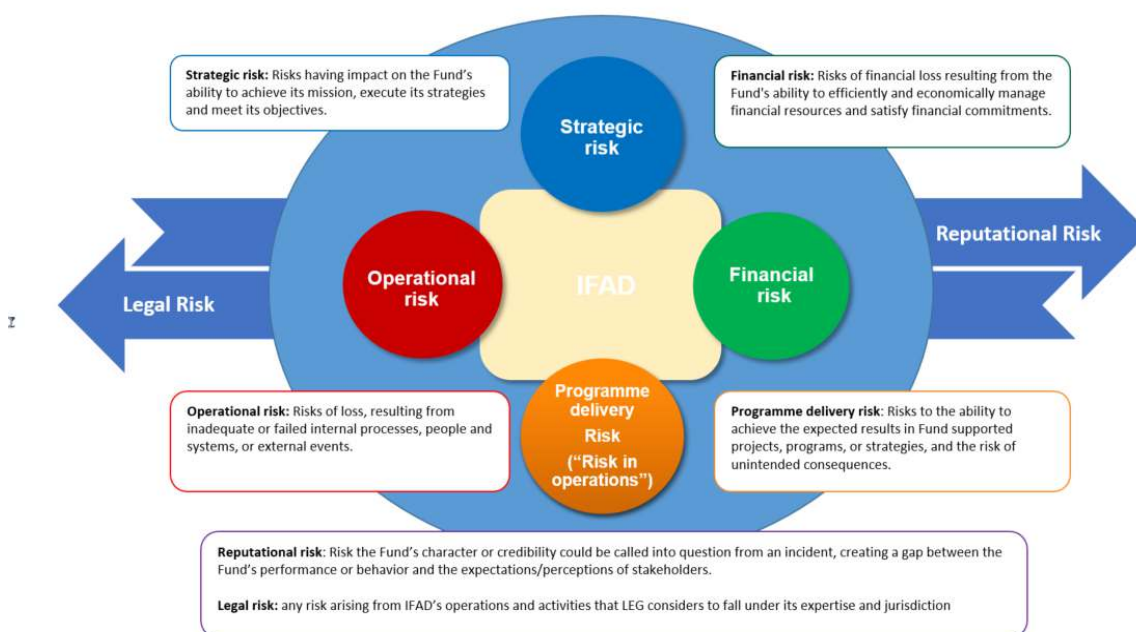 Strategic risk: Risks having impact on the Fund's
ability to achieve its mission, execute its strategies
and meet its objectives.
Financial risk: Risks of financial loss resulting from the
Fund's ability to efficiently and economically manage
financial resources and satisfy financial commitments.
Strategic
risk
Reputational Risk
Operational
risk
IFAD
Financial
risk
Legal Risk
Programme
delivery
Risk
("Risk in
operations")
Operational risk: Risks of loss, resulting from
inadequate or failed internal processes, people and
systems, or external events.
Programme delivery risk: Risks to the ability to
achieve the expected results in Fund supported
projects, programs, or strategies, and the risk of
unintended consequences.
Reputational risk: Risk the Fund's character or credibility could be called into question from an incident, creating a gap between the
Fund's performance or behavior and the expectations/perceptions of stakeholders.
Legal risk: any risk arising from IFAD's operations and activities that LEG considers to fall under its expertise and jurisdiction